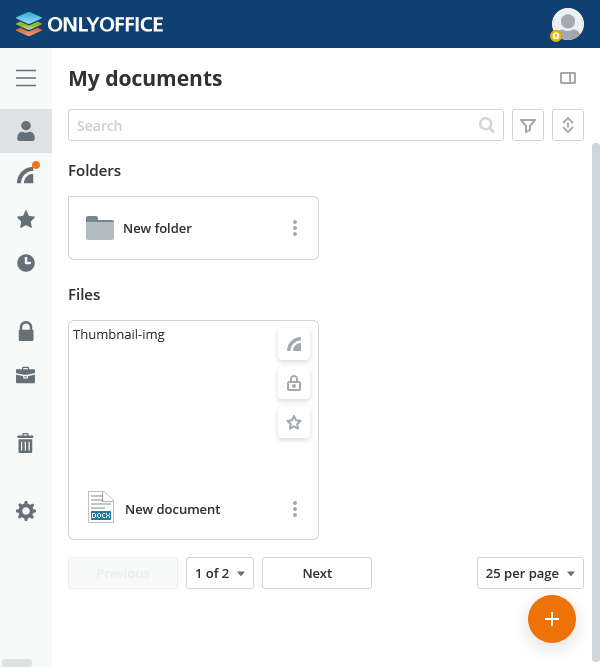 ONLYOFFICE
My documents
Search
Folders
New folder
Files
Thumbnail-img
DOCX
New document
Previous
1 of 2
Next
25 per page